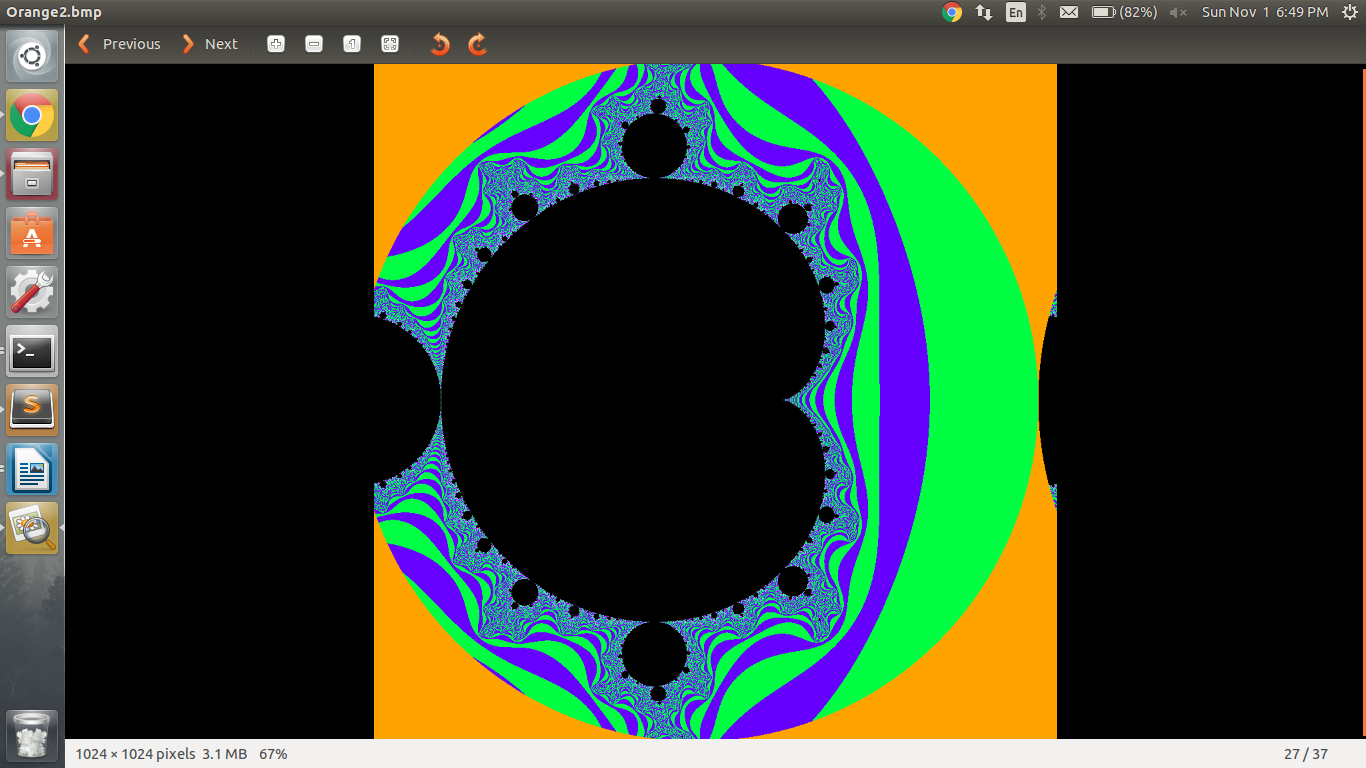 Orange2.bmp
En (82%) Sun Nov 1 6:49 PM
Previous Next 1
1024 × 1024 pixels 3.1 MB 67%
27 / 37